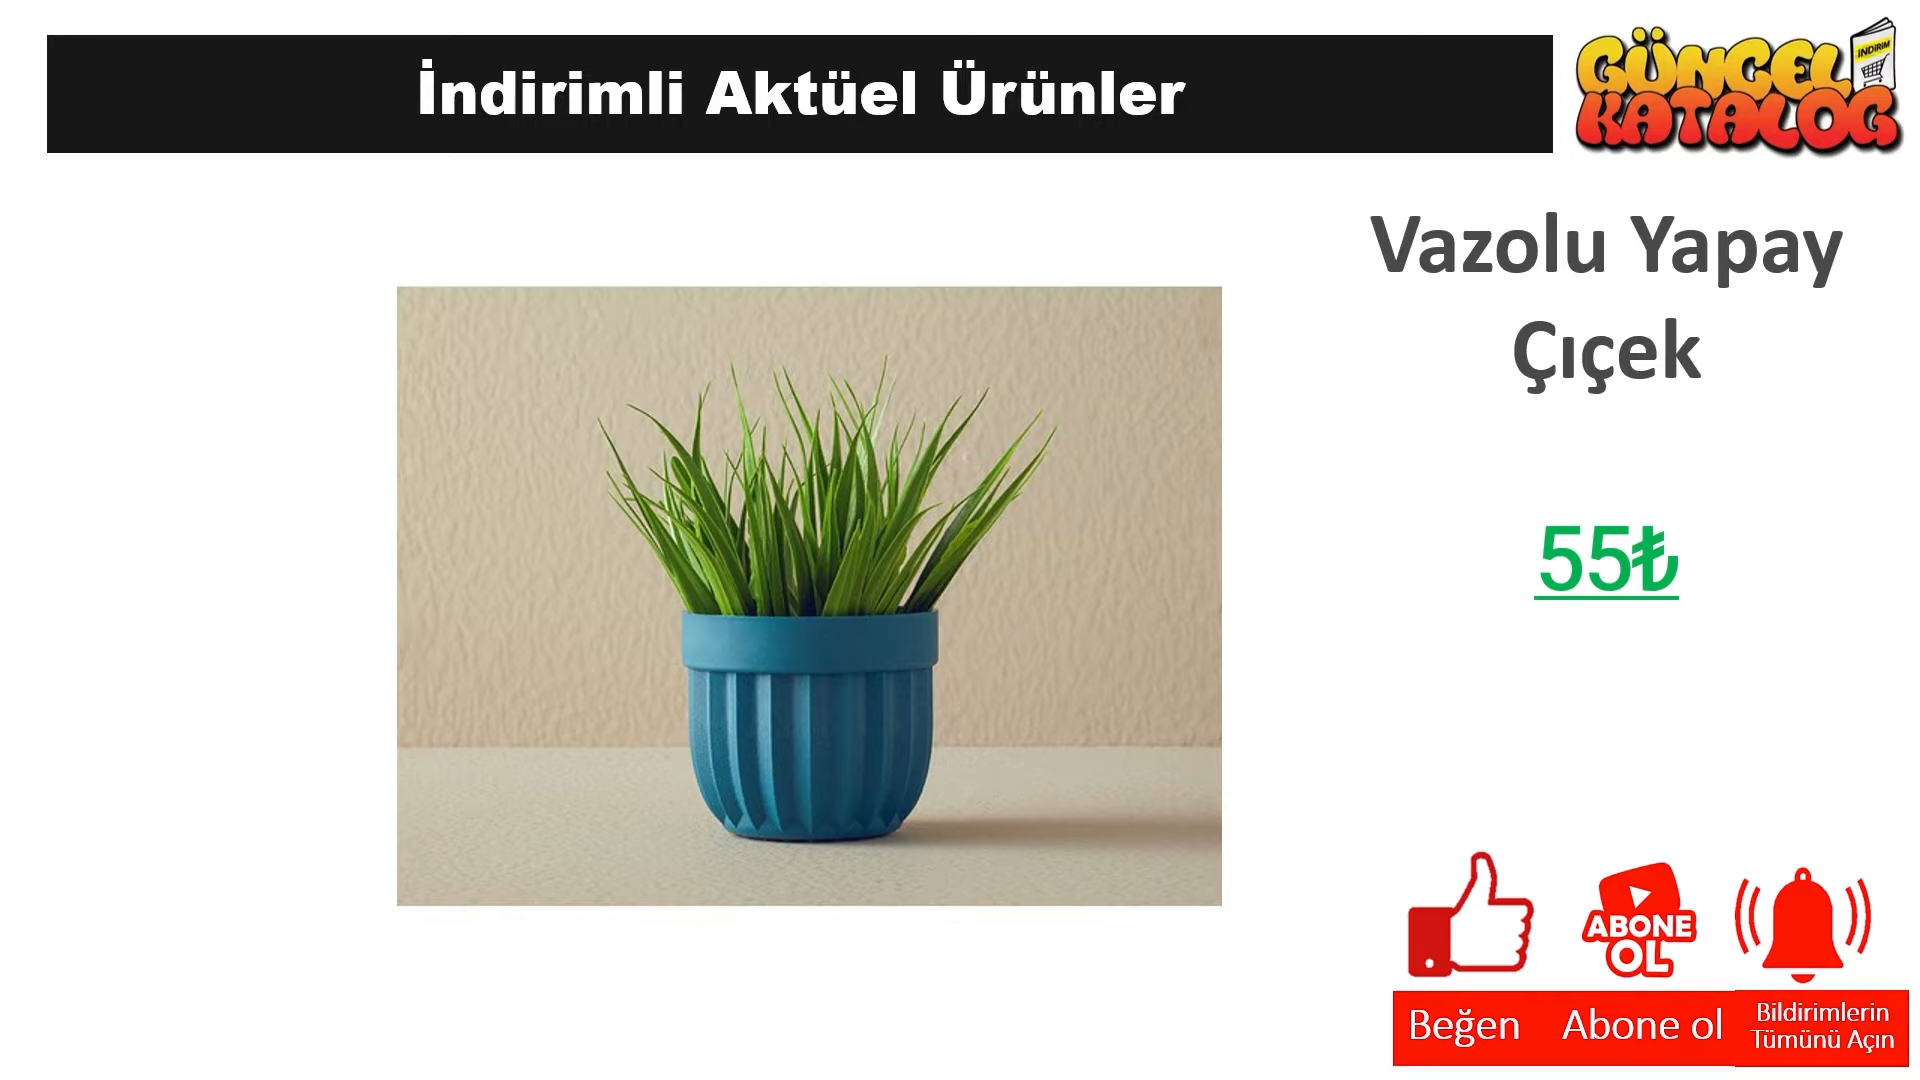 İndirimli Aktüel Ürünler
GÜNCEL
KATALOG
İNDİRİM
Vazolu Yapay
Çıçek
55₺
ABONE
OL
Beğen
Abone ol
Bildirimlerin
Tümünü Açın